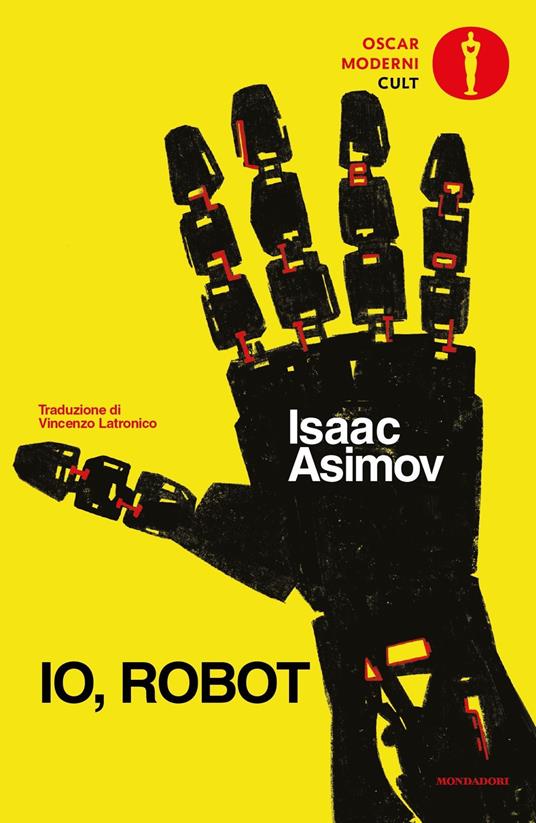 OSCAR
MODERNI
CULT
Traduzione di
Vincenzo Latronico
Isaac
Asimov
IO, ROBOT
MONDADORI